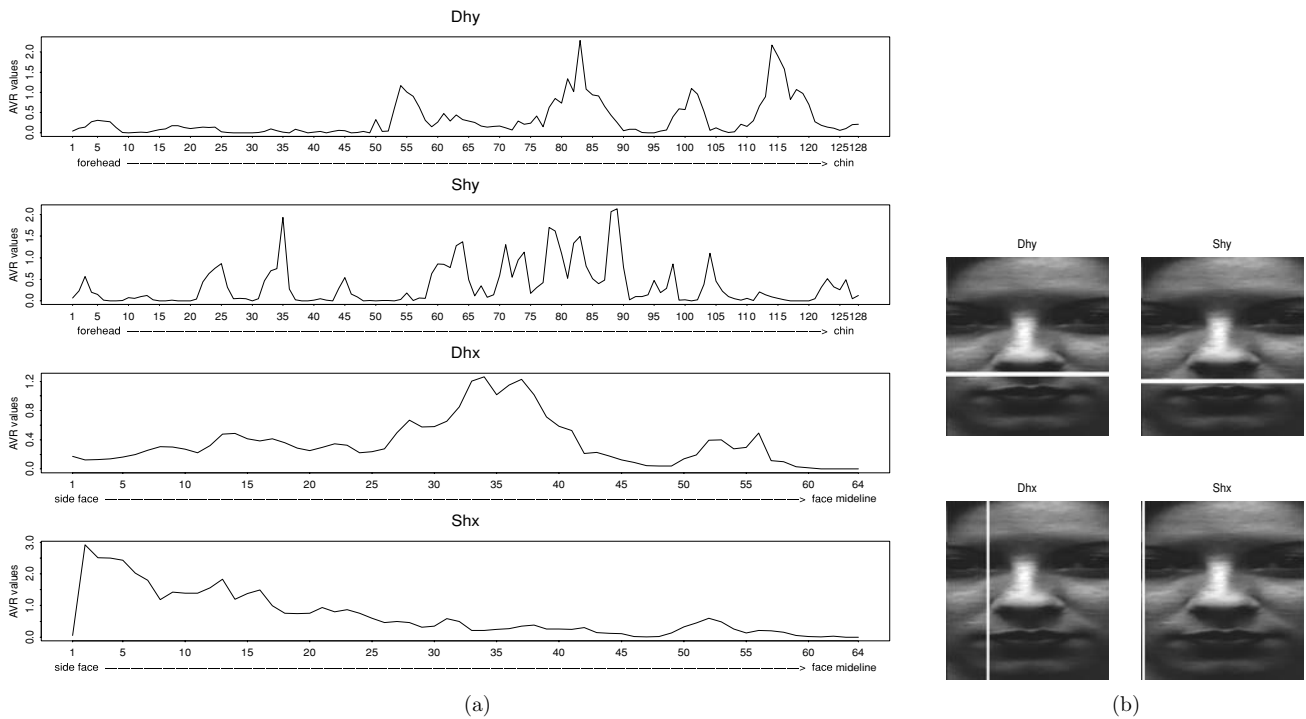 Dhy
AVR values
0.0 0.5 1.0 1.5 2.0
1 5 10 15 20 25 30 35 40 45 50 55 60 65 70 75 80 85 90 95 100 105 110 115 120 125 128
forehead chin
Shy
AVR values
0.0 0.5 1.0 1.5 2.0
1 5 10 15 20 25 30 35 40 45 50 55 60 65 70 75 80 85 90 95 100 105 110 115 120 125 128
forehead chin
Dhx
AVR values
0.0 0.4 0.8 1.2
1 5 10 15 20 25 30 35 40 45 50 55 60 64
side face face mideline
Shx
AVR values
0.0 1.0 2.0 3.0
1 5 10 15 20 25 30 35 40 45 50 55 60 64
side face face mideline
(a)
Dhy Shy
Dhx Shx
(b)